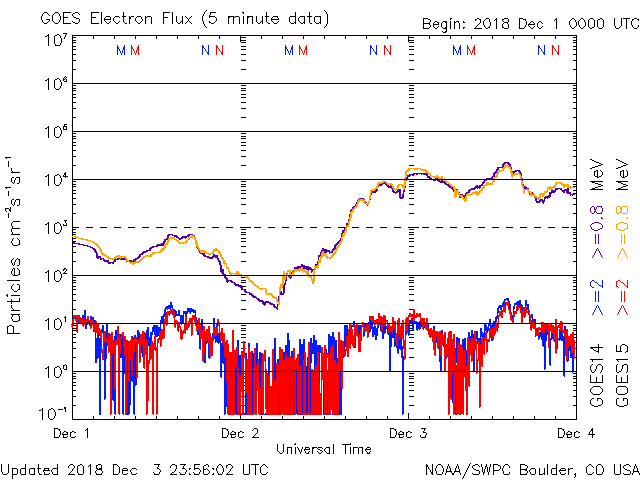 GOES Electron Flux (5 minute data)
Begin: 2018 Dec 1 0000 UTC
M M N N M M N N M M N N
10⁷
10⁶
10⁵
10⁴
10³
10²
10¹
10⁰
10⁻¹
Particles cm⁻²s⁻¹sr⁻¹
Dec 1 Dec 2 Dec 3 Dec 4
Universal Time
GOES14 >=2 >=0.8 MeV
GOES15 >=2 >=0.8 MeV
Updated 2018 Dec 3 23:56:02 UTC
NOAA/SWPC Boulder, CO USA